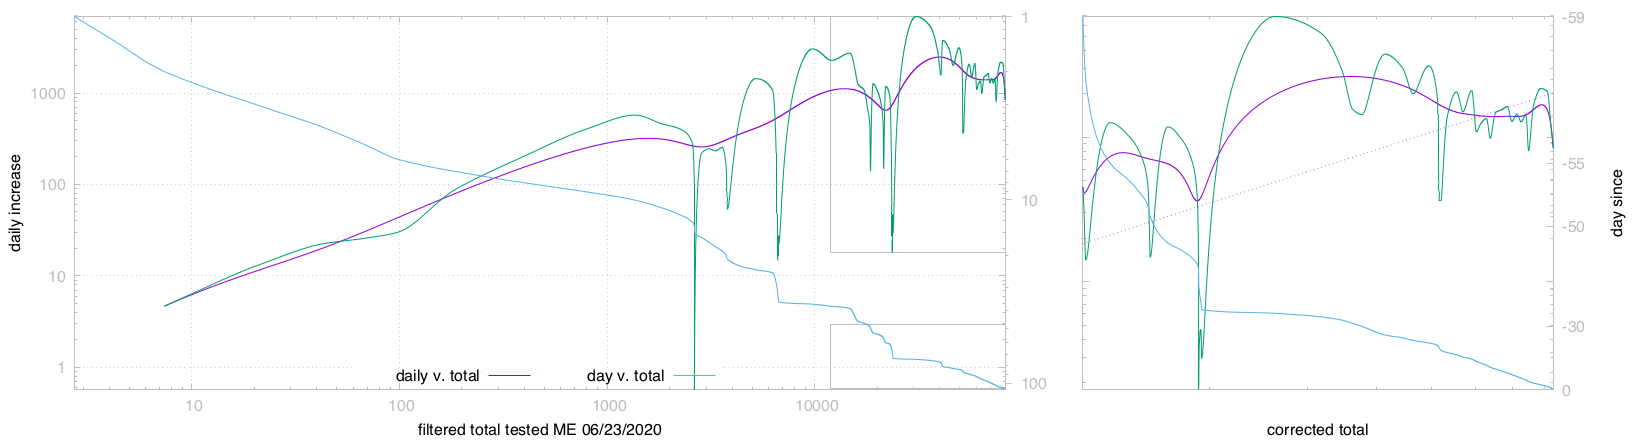 daily increase
1000
100
10
1
10
100
1000
10000
1
10
100
daily v. total
day v. total
filtered total tested ME 06/23/2020
-59
-55
-50
-30
0
day since
corrected total